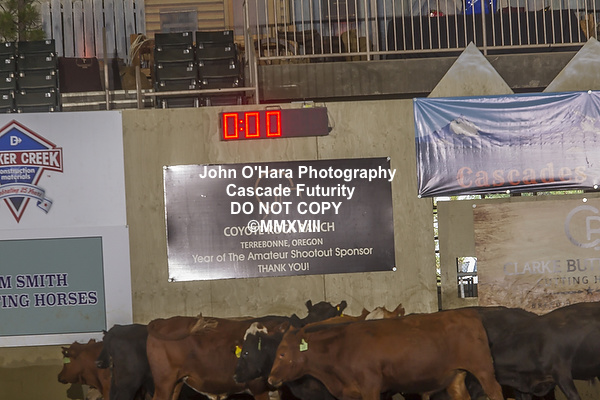 0:00
KER CREEK
construction
materials
John O'Hara Photography
Cascade Futurity
DO NOT COPY
©MMXVIII
COYOTE RANCH
TERREBONNE, OREGON
Year of The Amateur Shootout Sponsor
THANK YOU!
Cascades
M SMITH
ING HORSES
CLARKE BUT
ING H